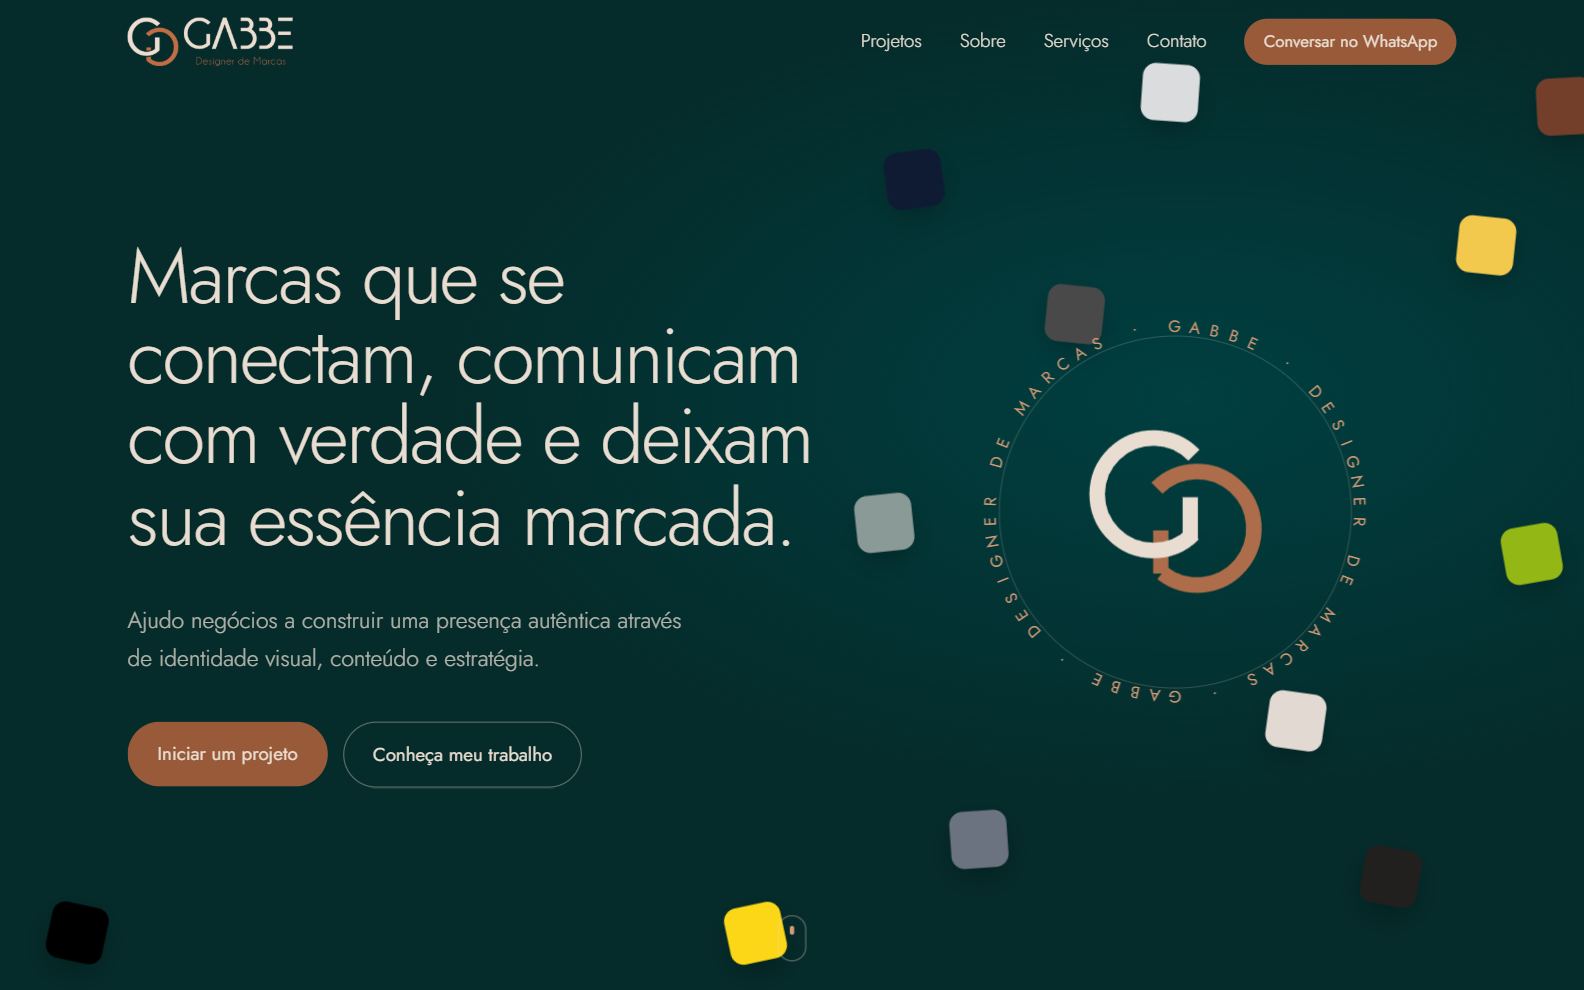 GABBE
Designer de Marcas
Projetos
Sobre
Serviços
Contato
Conversar no WhatsApp
Marcas que se
conectam, comunicam
com verdade e deixam
sua essência marcada.
Ajudo negócios a construir uma presença autêntica através
de identidade visual, conteúdo e estratégia.
Iniciar um projeto
Conheça meu trabalho
GABBE · DESIGNER DE MARCAS · GABBE · DESIGNER DE MARCAS ·